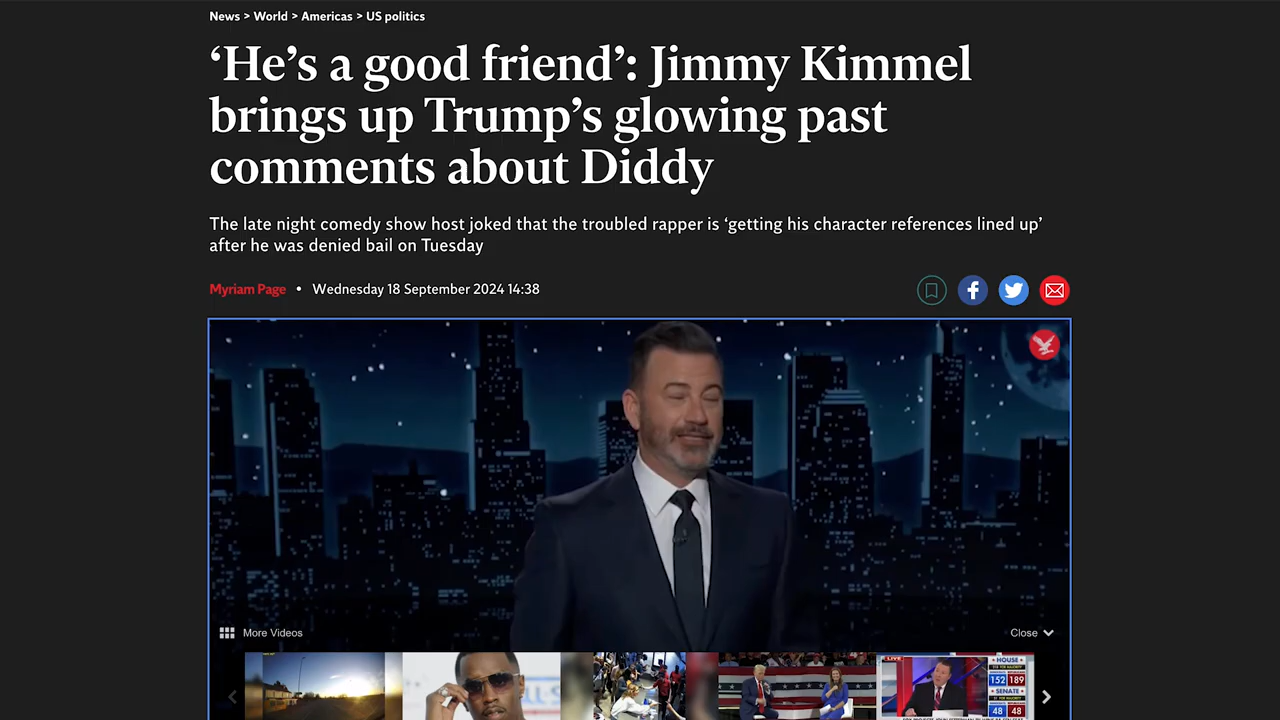 News > World > Americas > US politics
‘He’s a good friend’: Jimmy Kimmel
brings up Trump’s glowing past
comments about Diddy
The late night comedy show host joked that the troubled rapper is ‘getting his character references lined up’
after he was denied bail on Tuesday
Myriam Page • Wednesday 18 September 2024 14:38
More Videos
Close
LIVE
HOUSE
152 189
SENATE
48 48